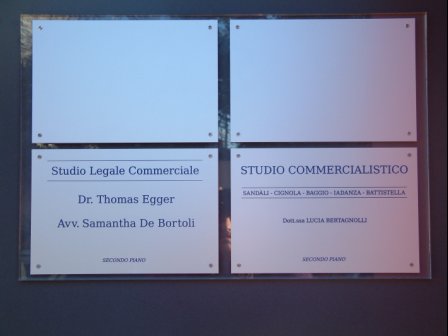 Studio Legale Commerciale
Dr. Thomas Egger
Avv. Samantha De Bortoli
SECONDO PIANO
STUDIO COMMERCIALISTICO
SANDALI - CIGNOLA - BAGGIO - IADANZA - BATTISTELLA
Dott.ssa LUCIA BERTAGNOLLI
SECONDO PIANO